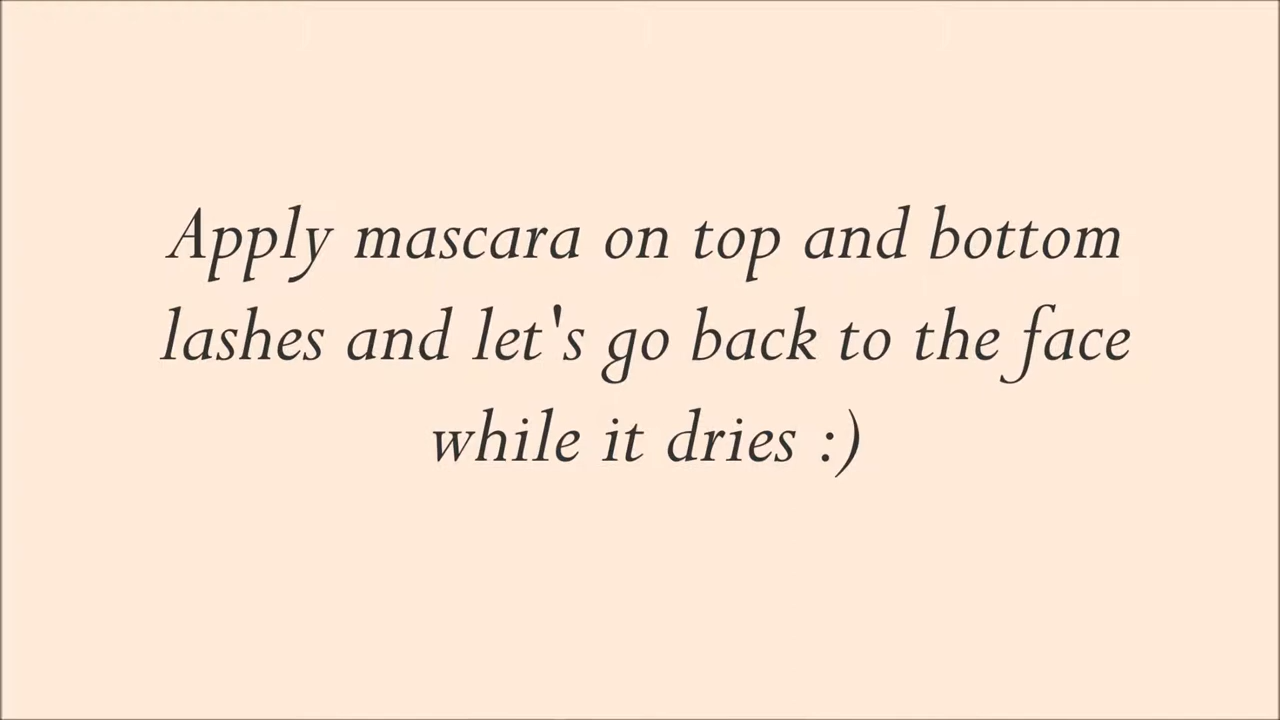 Apply mascara on top and bottom
lashes and let's go back to the face
while it dries :)